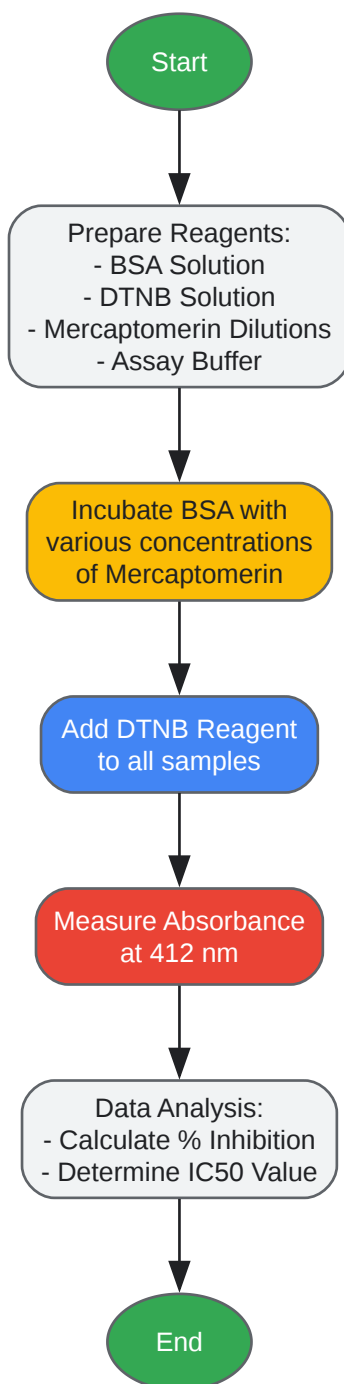 Start
Prepare Reagents:
- BSA Solution
- DTNB Solution
- Mercaptomerin Dilutions
- Assay Buffer
Incubate BSA with
various concentrations
of Mercaptomerin
Add DTNB Reagent
to all samples
Measure Absorbance
at 412 nm
Data Analysis:
- Calculate % Inhibition
- Determine IC50 Value
End